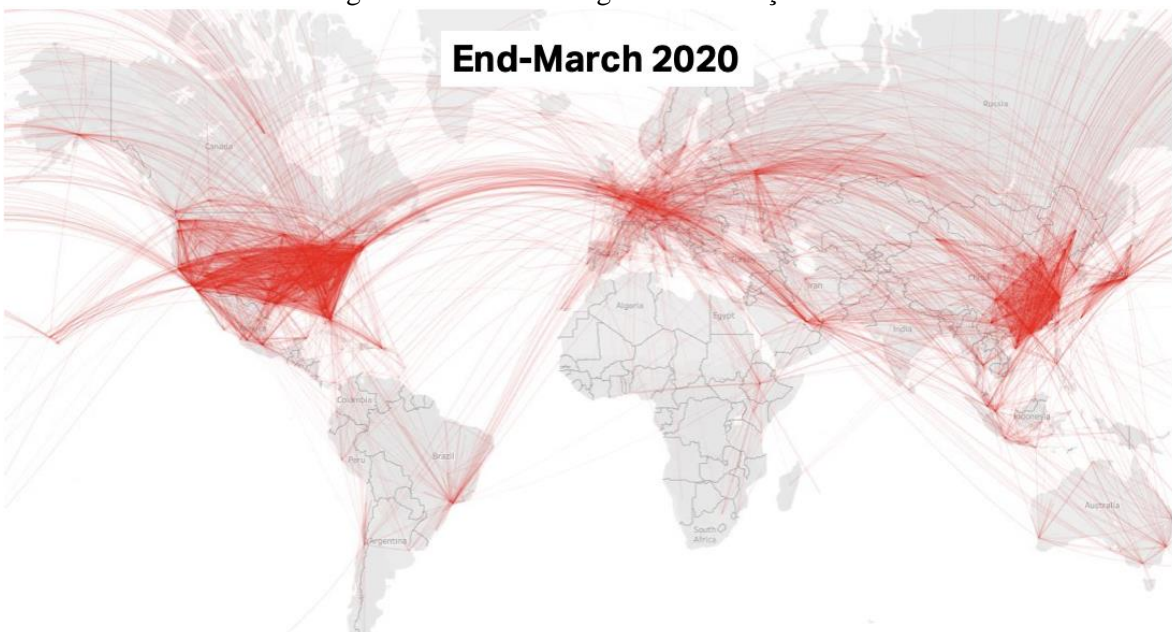 End-March 2020
Russia
Canada
Algeria
Egypt
Iran
India
Colombia
Indonesia
Peru
Brazil
Australia
South
Africa
Argentina